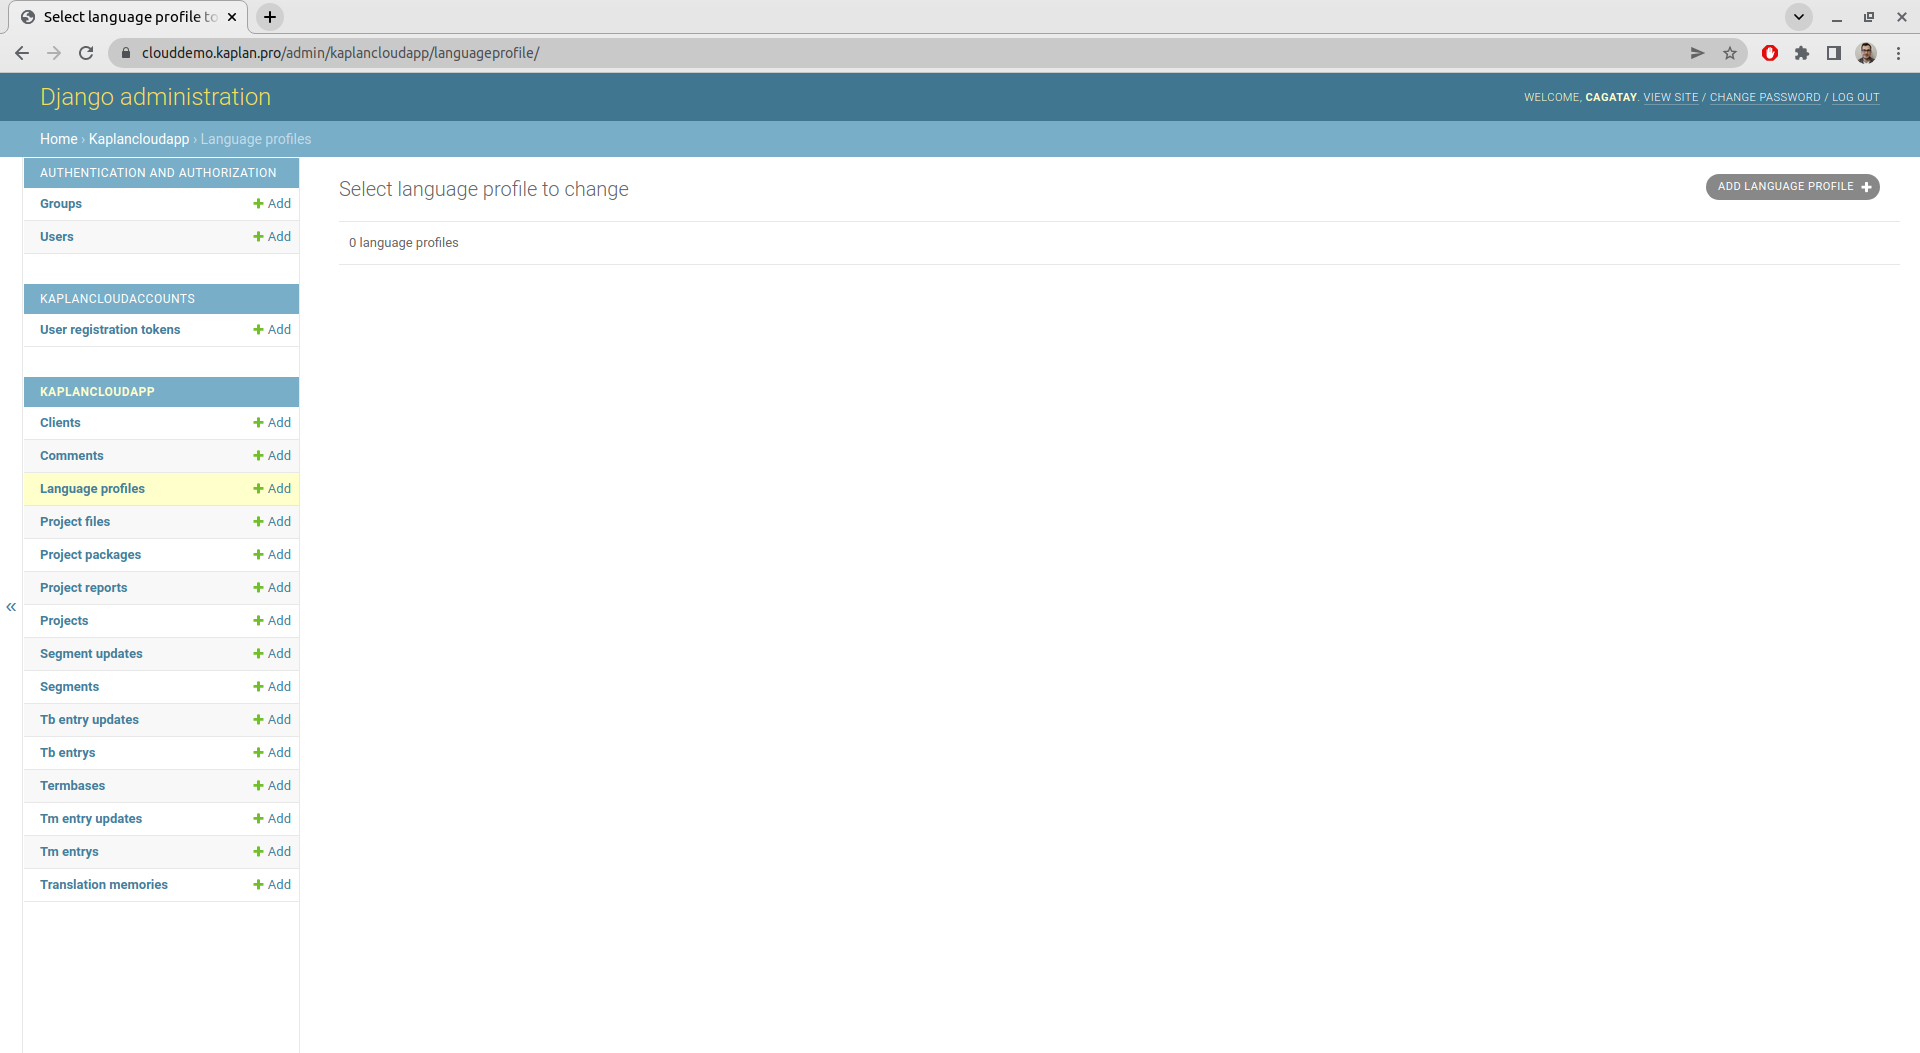 Select language profile to
clouddemo.kaplan.pro/admin/kaplancloudapp/languageprofile/
Django administration
WELCOME, CAGATAY. VIEW SITE / CHANGE PASSWORD / LOG OUT
Home › Kaplancloudapp › Language profiles
AUTHENTICATION AND AUTHORIZATION
Groups Add
Users Add
KAPLANCLOUDACCOUNTS
User registration tokens Add
KAPLANCLOUDAPP
Clients Add
Comments Add
Language profiles Add
Project files Add
Project packages Add
Project reports Add
Projects Add
Segment updates Add
Segments Add
Tb entry updates Add
Tb entrys Add
Termbases Add
Tm entry updates Add
Tm entrys Add
Translation memories Add
«
Select language profile to change
ADD LANGUAGE PROFILE
0 language profiles